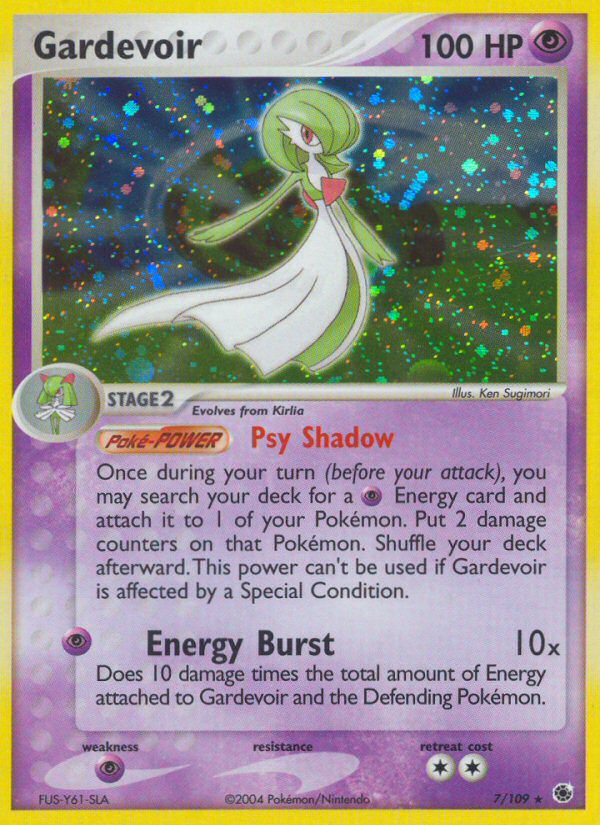 Gardevoir 100 HP
Illus. Ken Sugimori
STAGE2
Evolves from Kirlia
Poké-POWER Psy Shadow
Once during your turn (before your attack), you
may search your deck for a Energy card and
attach it to 1 of your Pokémon. Put 2 damage
counters on that Pokémon. Shuffle your deck
afterward. This power can't be used if Gardevoir
is affected by a Special Condition.
Energy Burst 10x
Does 10 damage times the total amount of Energy
attached to Gardevoir and the Defending Pokémon.
weakness resistance retreat cost
FUS-Y61-SLA ©2004 Pokémon/Nintendo 7/109 ★